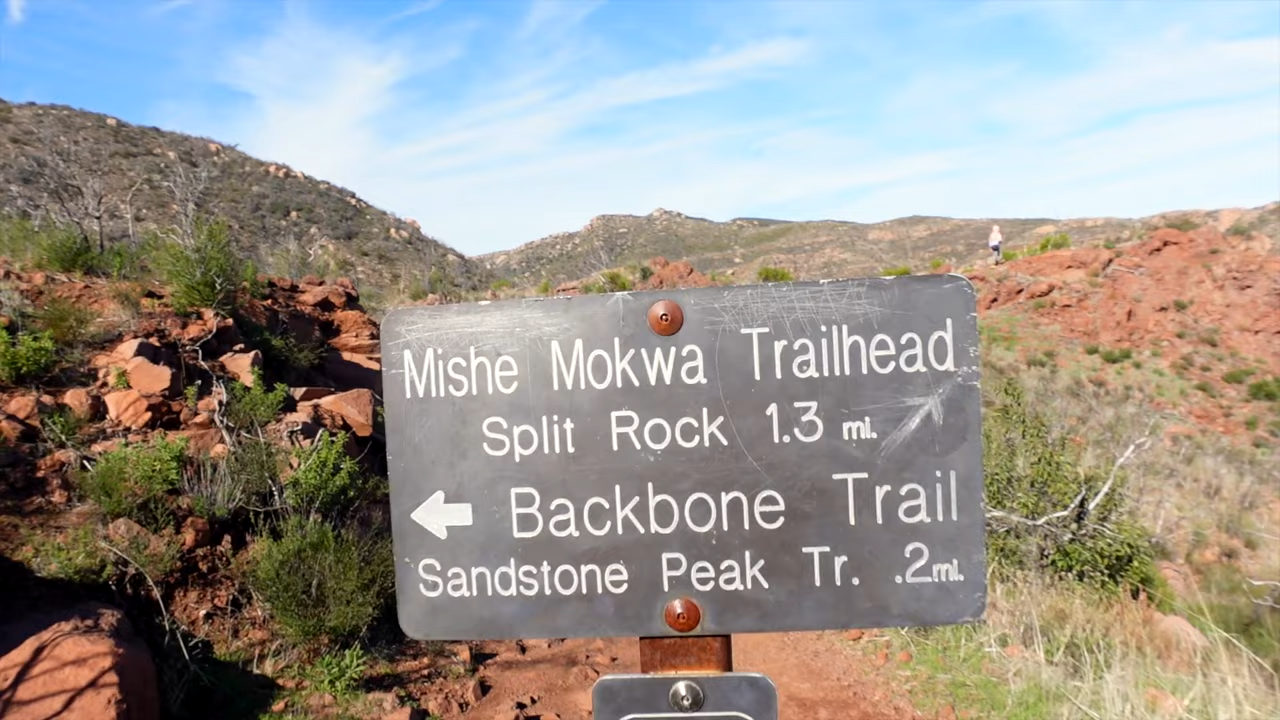 Mishe Mokwa Trailhead
Split Rock 1.3 mi.
Backbone Trail
Sandstone Peak Tr. .2mi.